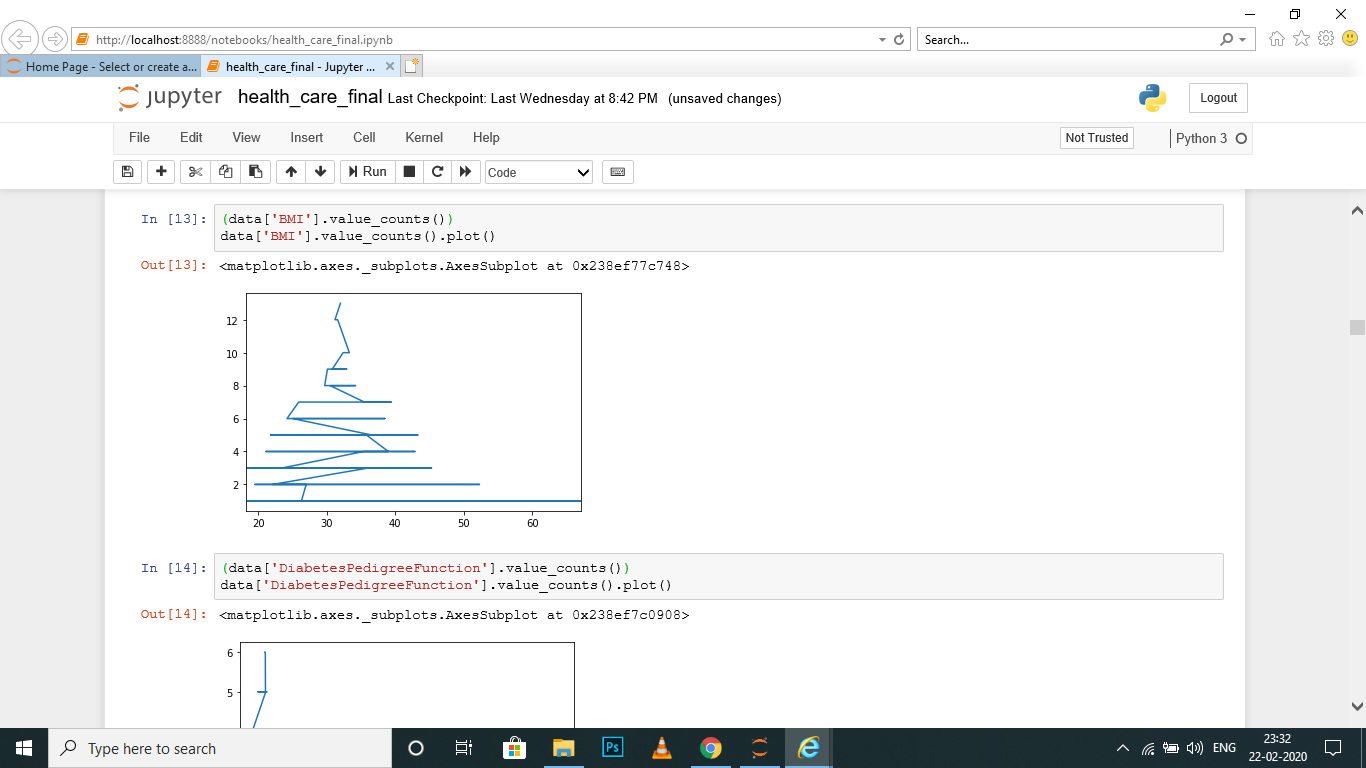 http://localhost:8888/notebooks/health_care_final.ipynb
Search...
Home Page - Select or create a...
health_care_final - Jupyter ...
jupyter health_care_final Last Checkpoint: Last Wednesday at 8:42 PM (unsaved changes)
Logout
File Edit View Insert Cell Kernel Help
Not Trusted
Python 3
Run
Code
In [13]: (data['BMI'].value_counts())
data['BMI'].value_counts().plot()
Out[13]: <matplotlib.axes._subplots.AxesSubplot at 0x238ef77c748>
12
10
8
6
4
2
20 30 40 50 60
In [14]: (data['DiabetesPedigreeFunction'].value_counts())
data['DiabetesPedigreeFunction'].value_counts().plot()
Out[14]: <matplotlib.axes._subplots.AxesSubplot at 0x238ef7c0908>
6
5
Type here to search
Ps
ENG
23:32
22-02-2020